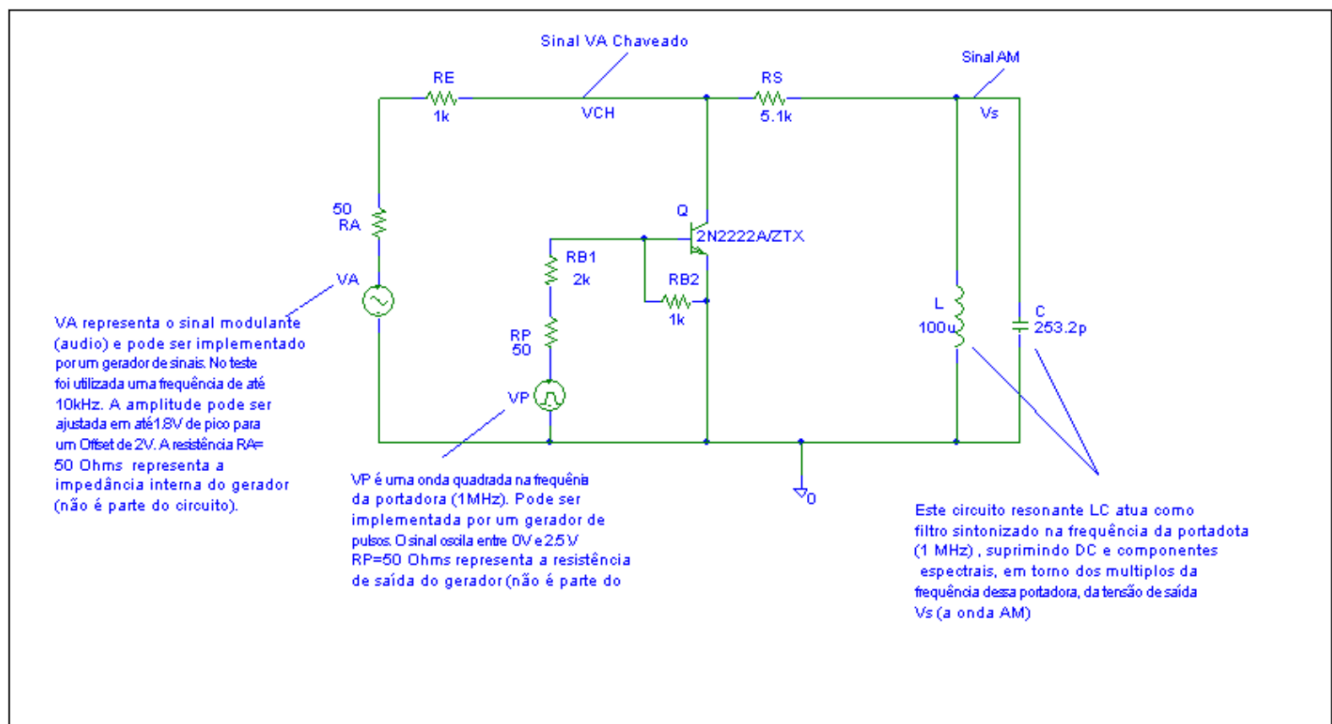 Sinal VA Chaveado
Sinal AM
RE
1k
VCH
RS
5.1k
Vs
50
RA
VA
Q
2N2222A/ZTX
RB1
2k
RB2
1k
RP
50
VP
L
100u
C
253.2p
0
VA representa o sinal modulante
(audio) e pode ser implementado
por um gerador de sinais. No teste
foi utilizada uma frequência de até
10kHz. A amplitude pode ser
ajustada em até1.8V de pico para
um Offset de 2V. A resistência RA=
50 Ohms representa a
impedância interna do gerador
(não é parte do circuito).
VP é uma onda quadrada na frequênia
da portadora (1MHz). Pode ser
implementada por um gerador de
pulsos. O sinal oscila entre 0V e 2.5 V
RP=50 Ohms representa a resistência
de saída do gerador (não é parte do
Este circuito resonante LC atua como
filtro sintonizado na frequência da portadota
(1 MHz) , suprimindo DC e componentes
espectrais, em torno dos multiplos da
frequência dessa portadora, da tensão de saída
Vs (a onda AM)